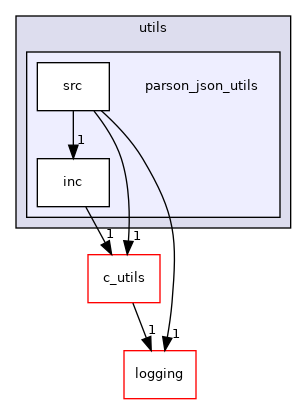 utils
src
parson_json_utils
1
inc
1
1
c_utils
1
1
logging